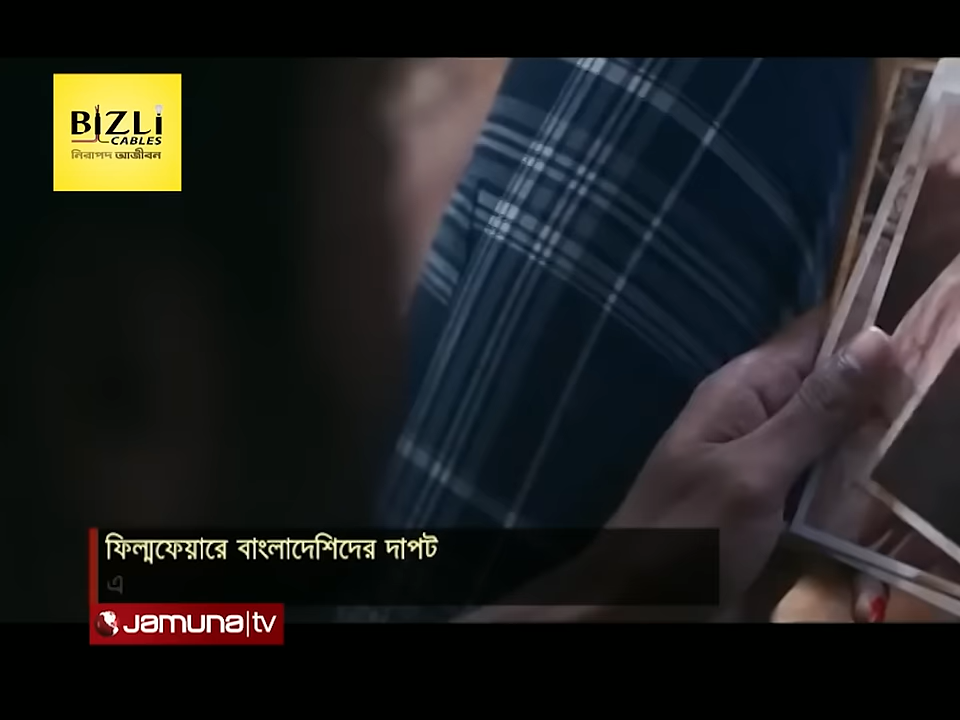 BIZLI
CABLES
নিরাপদ আজীবন
ফিল্মফেয়ারে বাংলাদেশিদের দাপট
এ
Jamuna|tv